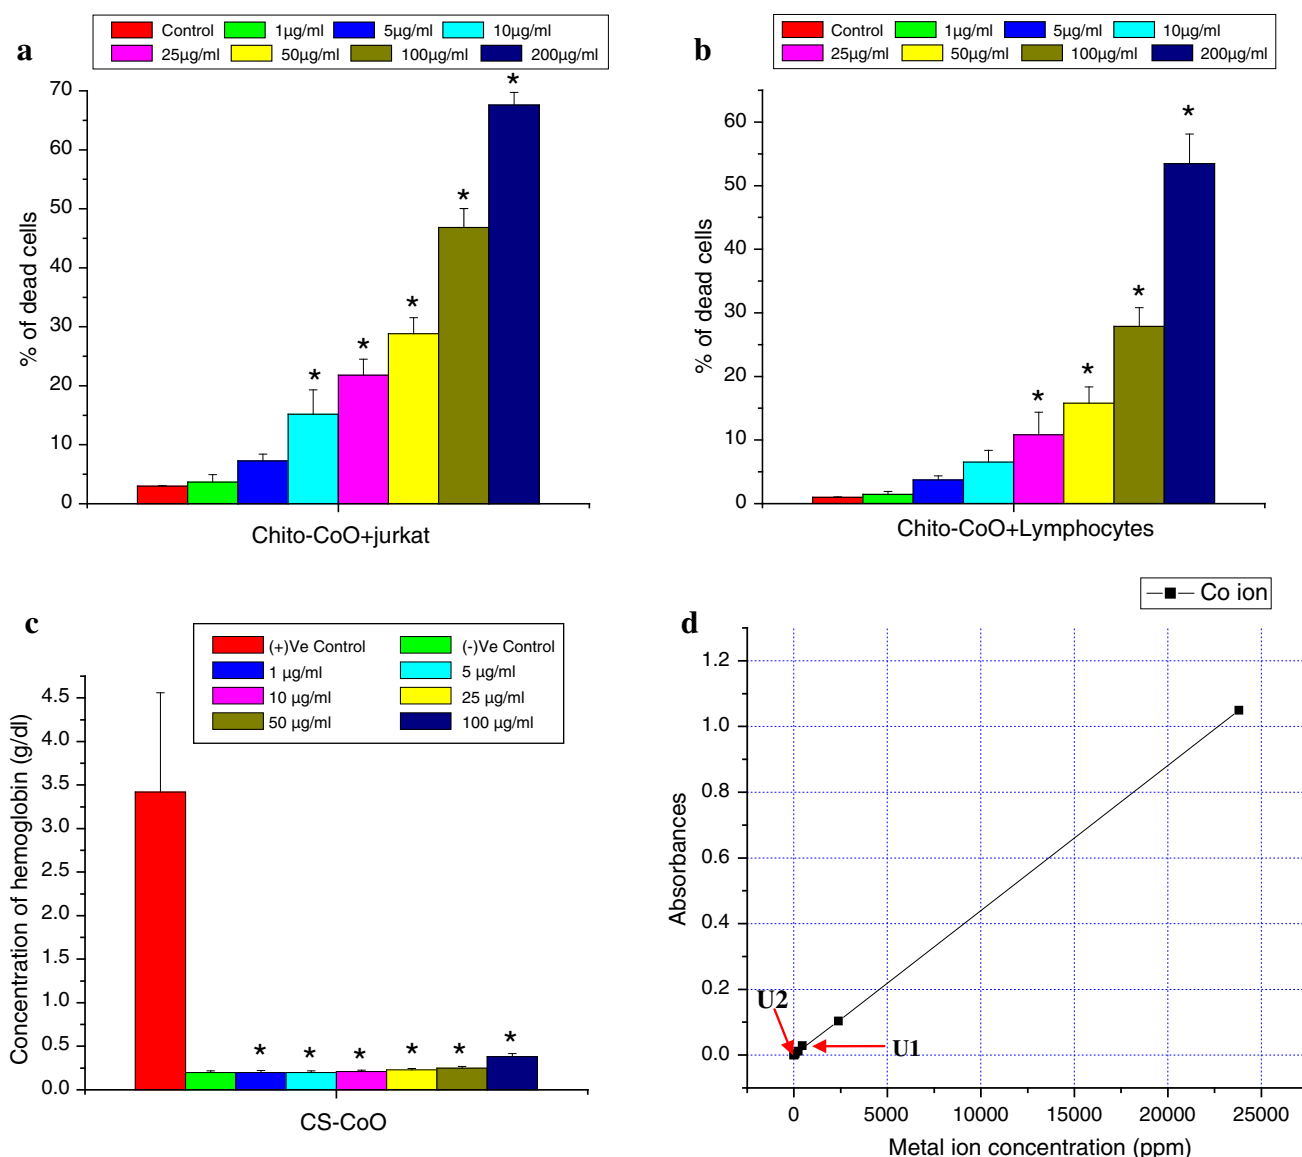 a
Control 1µg/ml 5µg/ml 10µg/ml
25µg/ml 50µg/ml 100µg/ml 200µg/ml
70
60
50
40
30
20
10
0
% of dead cells
* * * * *
Chito-CoO+jurkat
b
Control 1µg/ml 5µg/ml 10µg/ml
25µg/ml 50µg/ml 100µg/ml 200µg/ml
60
50
40
30
20
10
0
% of dead cells
* * * *
Chito-CoO+Lymphocytes
c
(+)Ve Control (-)Ve Control
1 µg/ml 5 µg/ml
10 µg/ml 25 µg/ml
50 µg/ml 100 µg/ml
4.5
4.0
3.5
3.0
2.5
2.0
1.5
1.0
0.5
0.0
Concentration of hemoglobin (g/dl)
* * * * * *
CS-CoO
d
Co ion
1.2
1.0
0.8
0.6
0.4
0.2
0.0
Absorbances
U2
U1
0 5000 10000 15000 20000 25000
Metal ion concentration (ppm)